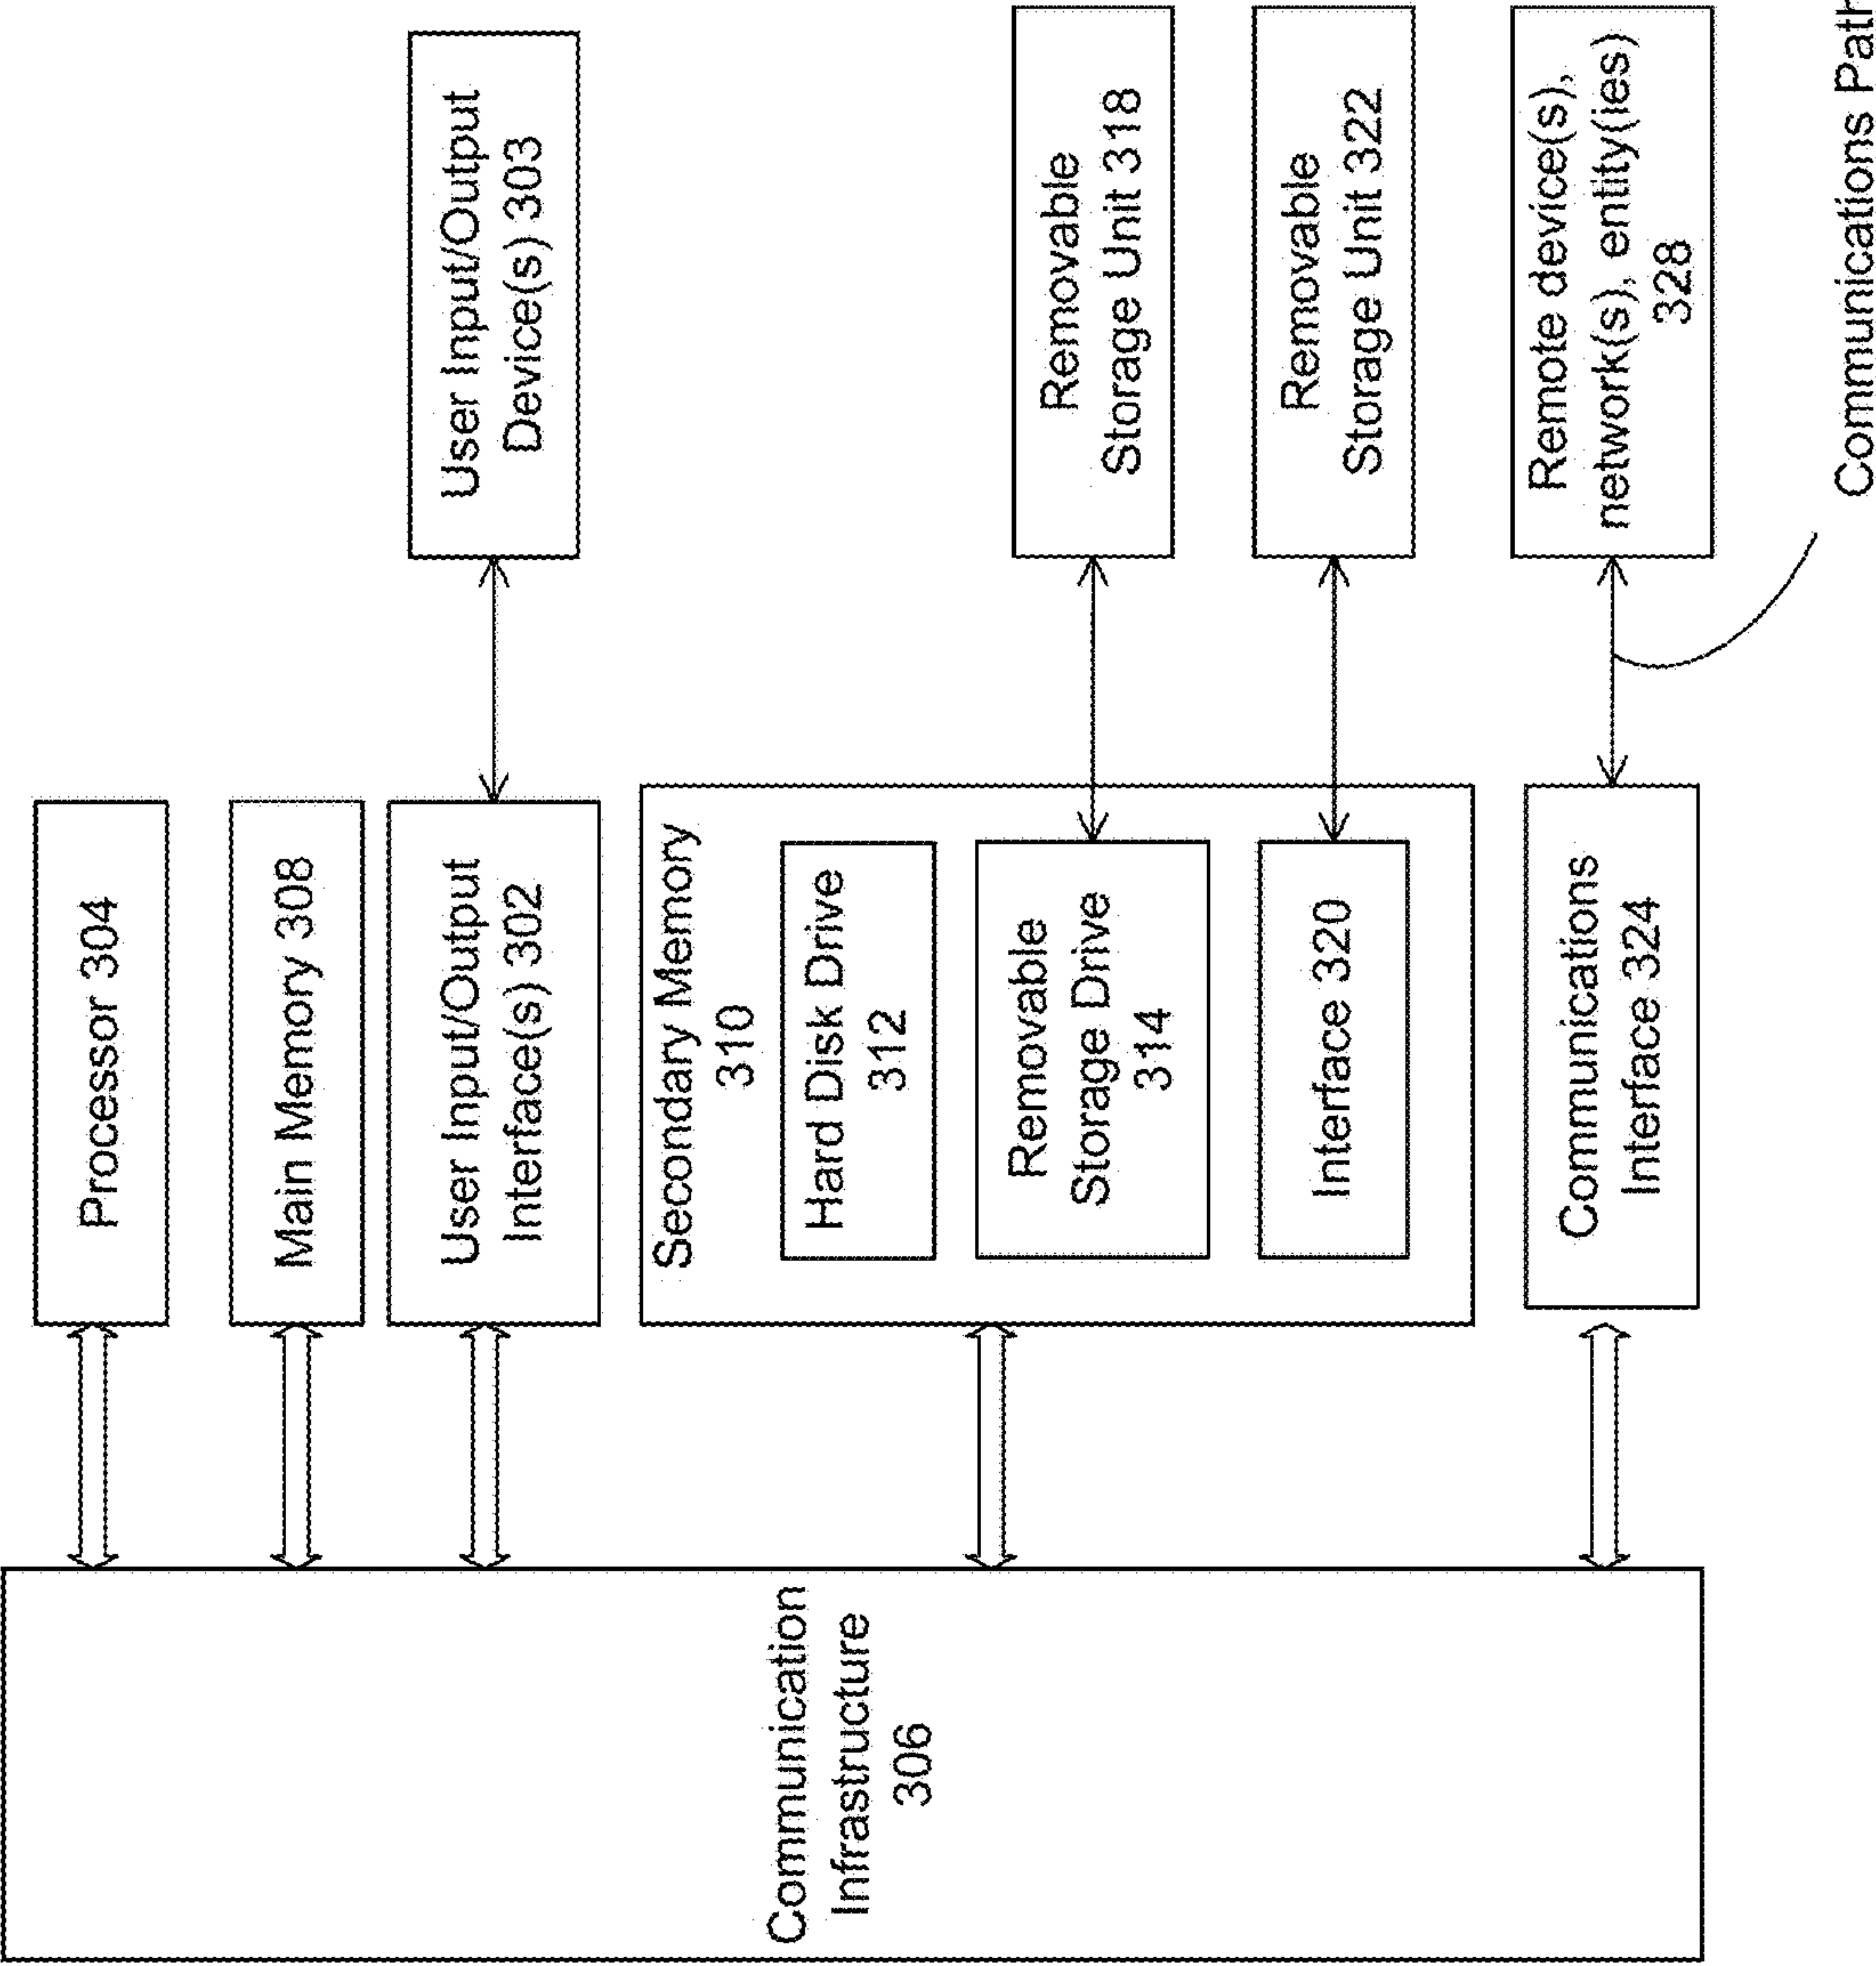 Processor 304
Main Memory 308
User Input/Output
Interface(s) 302
User Input/Output
Device(s) 303
Secondary Memory
310
Hard Disk Drive
312
Removable
Storage Drive
314
Removable
Storage Unit 318
Interface 320
Removable
Storage Unit 322
Communications
Interface 324
Remote device(s),
network(s), entity(ies)
328
Communication
Infrastructure
306
Communications Path